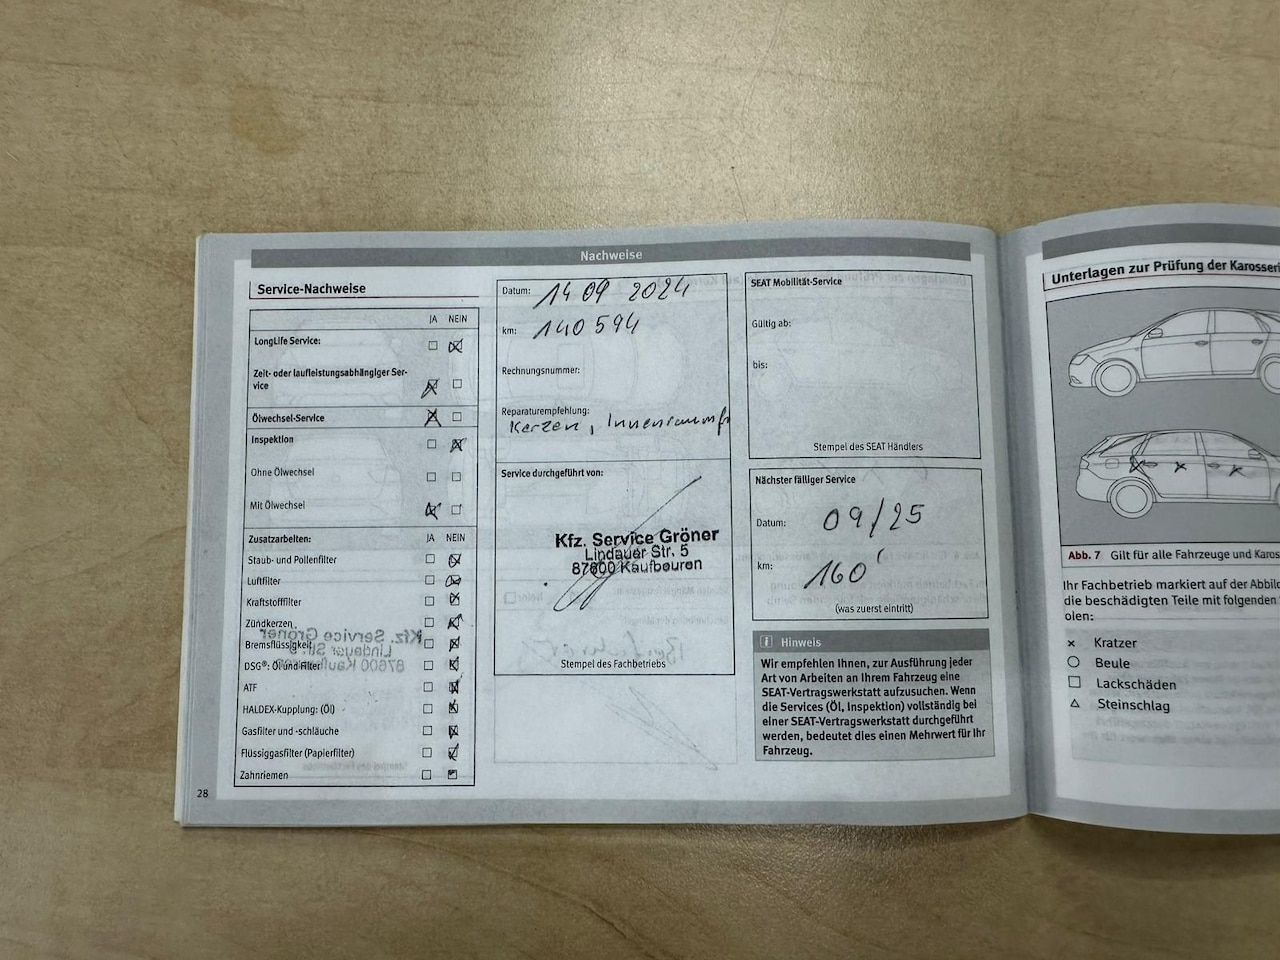 Nachweise
Service-Nachweise
JA NEIN
LongLife Service:
Zeit- oder laufleistungsabhängiger Ser-
vice
Ölwechsel-Service
Inspektion
Ohne Ölwechsel
Mit Ölwechsel
Zusatzarbeiten: JA NEIN
Staub- und Pollenfilter
Luftfilter
Kraftstofffilter
Zündkerzen
Bremsflüssigkeit
DSG®: Öl und Filter
ATF
HALDEX-Kupplung: (Öl)
Gasfilter und -schläuche
Flüssiggasfilter (Papierfilter)
Zahnriemen
28
Datum: 14 09 2024
km: 140 594
Rechnungsnummer:
Reparaturempfehlung:
Kerzen, Innenraumf
Service durchgeführt von:
Kfz. Service Gröner
Lindauer Str. 5
87600 Kaufbeuren
Stempel des Fachbetriebs
SEAT Mobilität-Service
Gültig ab:
bis:
Stempel des SEAT Händlers
Nächster fälliger Service
Datum: 09/25
km: 160'
(was zuerst eintritt)
i Hinweis
Wir empfehlen Ihnen, zur Ausführung jeder
Art von Arbeiten an Ihrem Fahrzeug eine
SEAT-Vertragswerkstatt aufzusuchen. Wenn
die Services (Öl, Inspektion) vollständig bei
einer SEAT-Vertragswerkstatt durchgeführt
werden, bedeutet dies einen Mehrwert für Ihr
Fahrzeug.
Unterlagen zur Prüfung der Karosseri
Abb. 7 Gilt für alle Fahrzeuge und Karos
Ihr Fachbetrieb markiert auf der Abbild
die beschädigten Teile mit folgenden
olen:
Kratzer
Beule
Lackschäden
Steinschlag